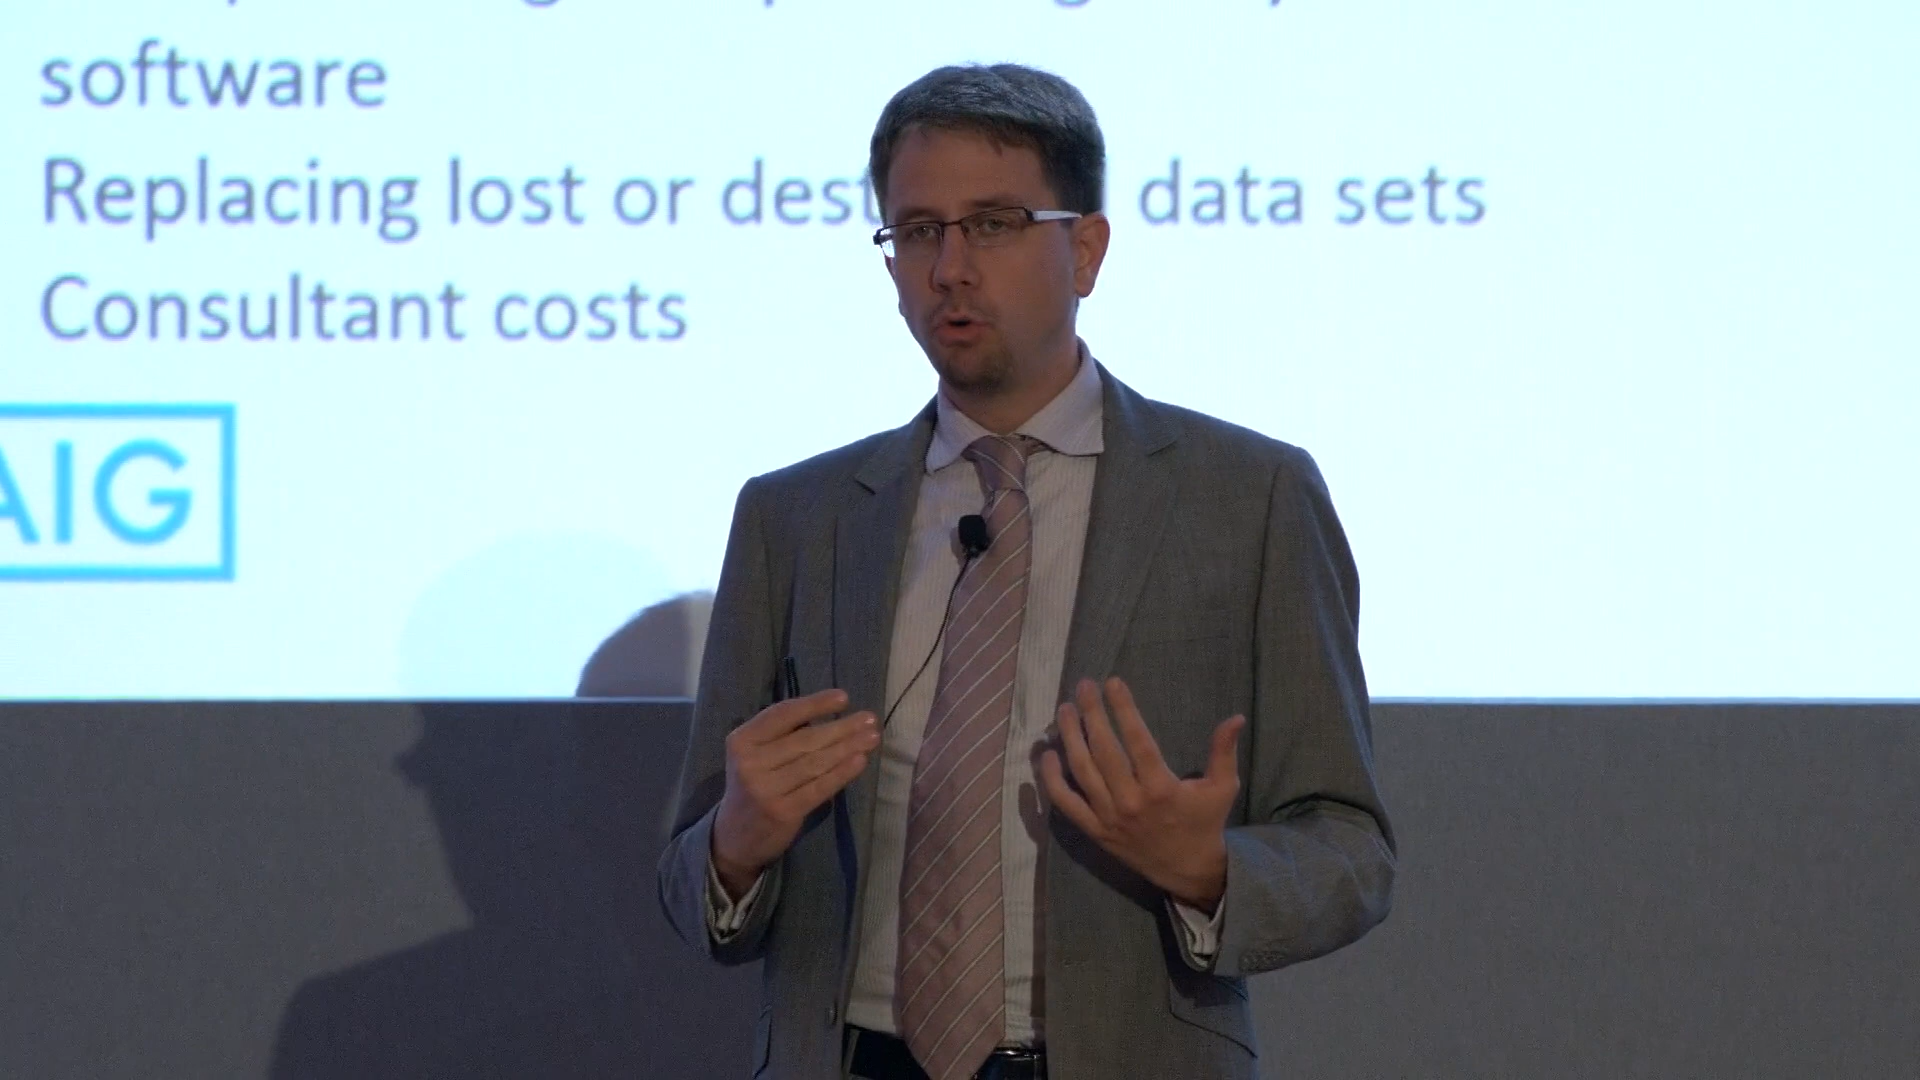 software
Replacing lost or dest data sets
Consultant costs
AIG